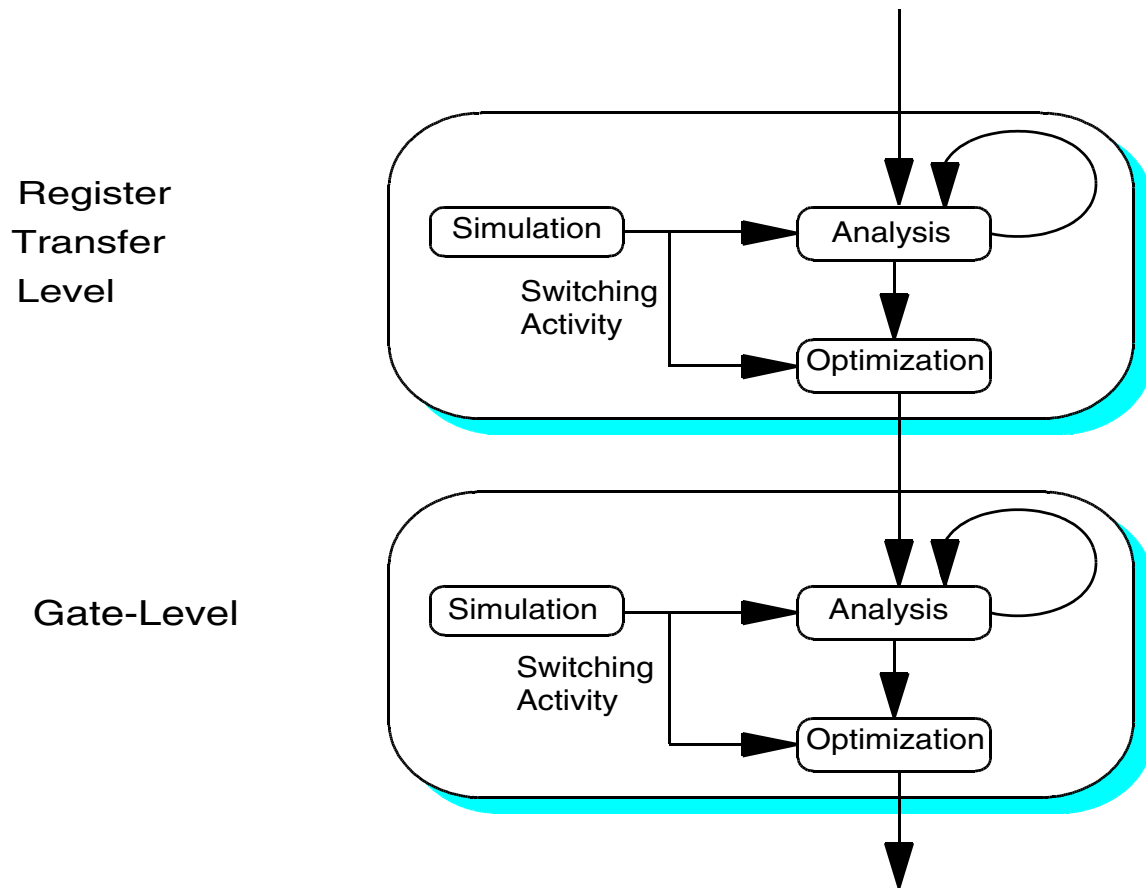 Register
Transfer
Level
Simulation
Analysis
Switching
Activity
Optimization
Gate-Level
Simulation
Analysis
Switching
Activity
Optimization